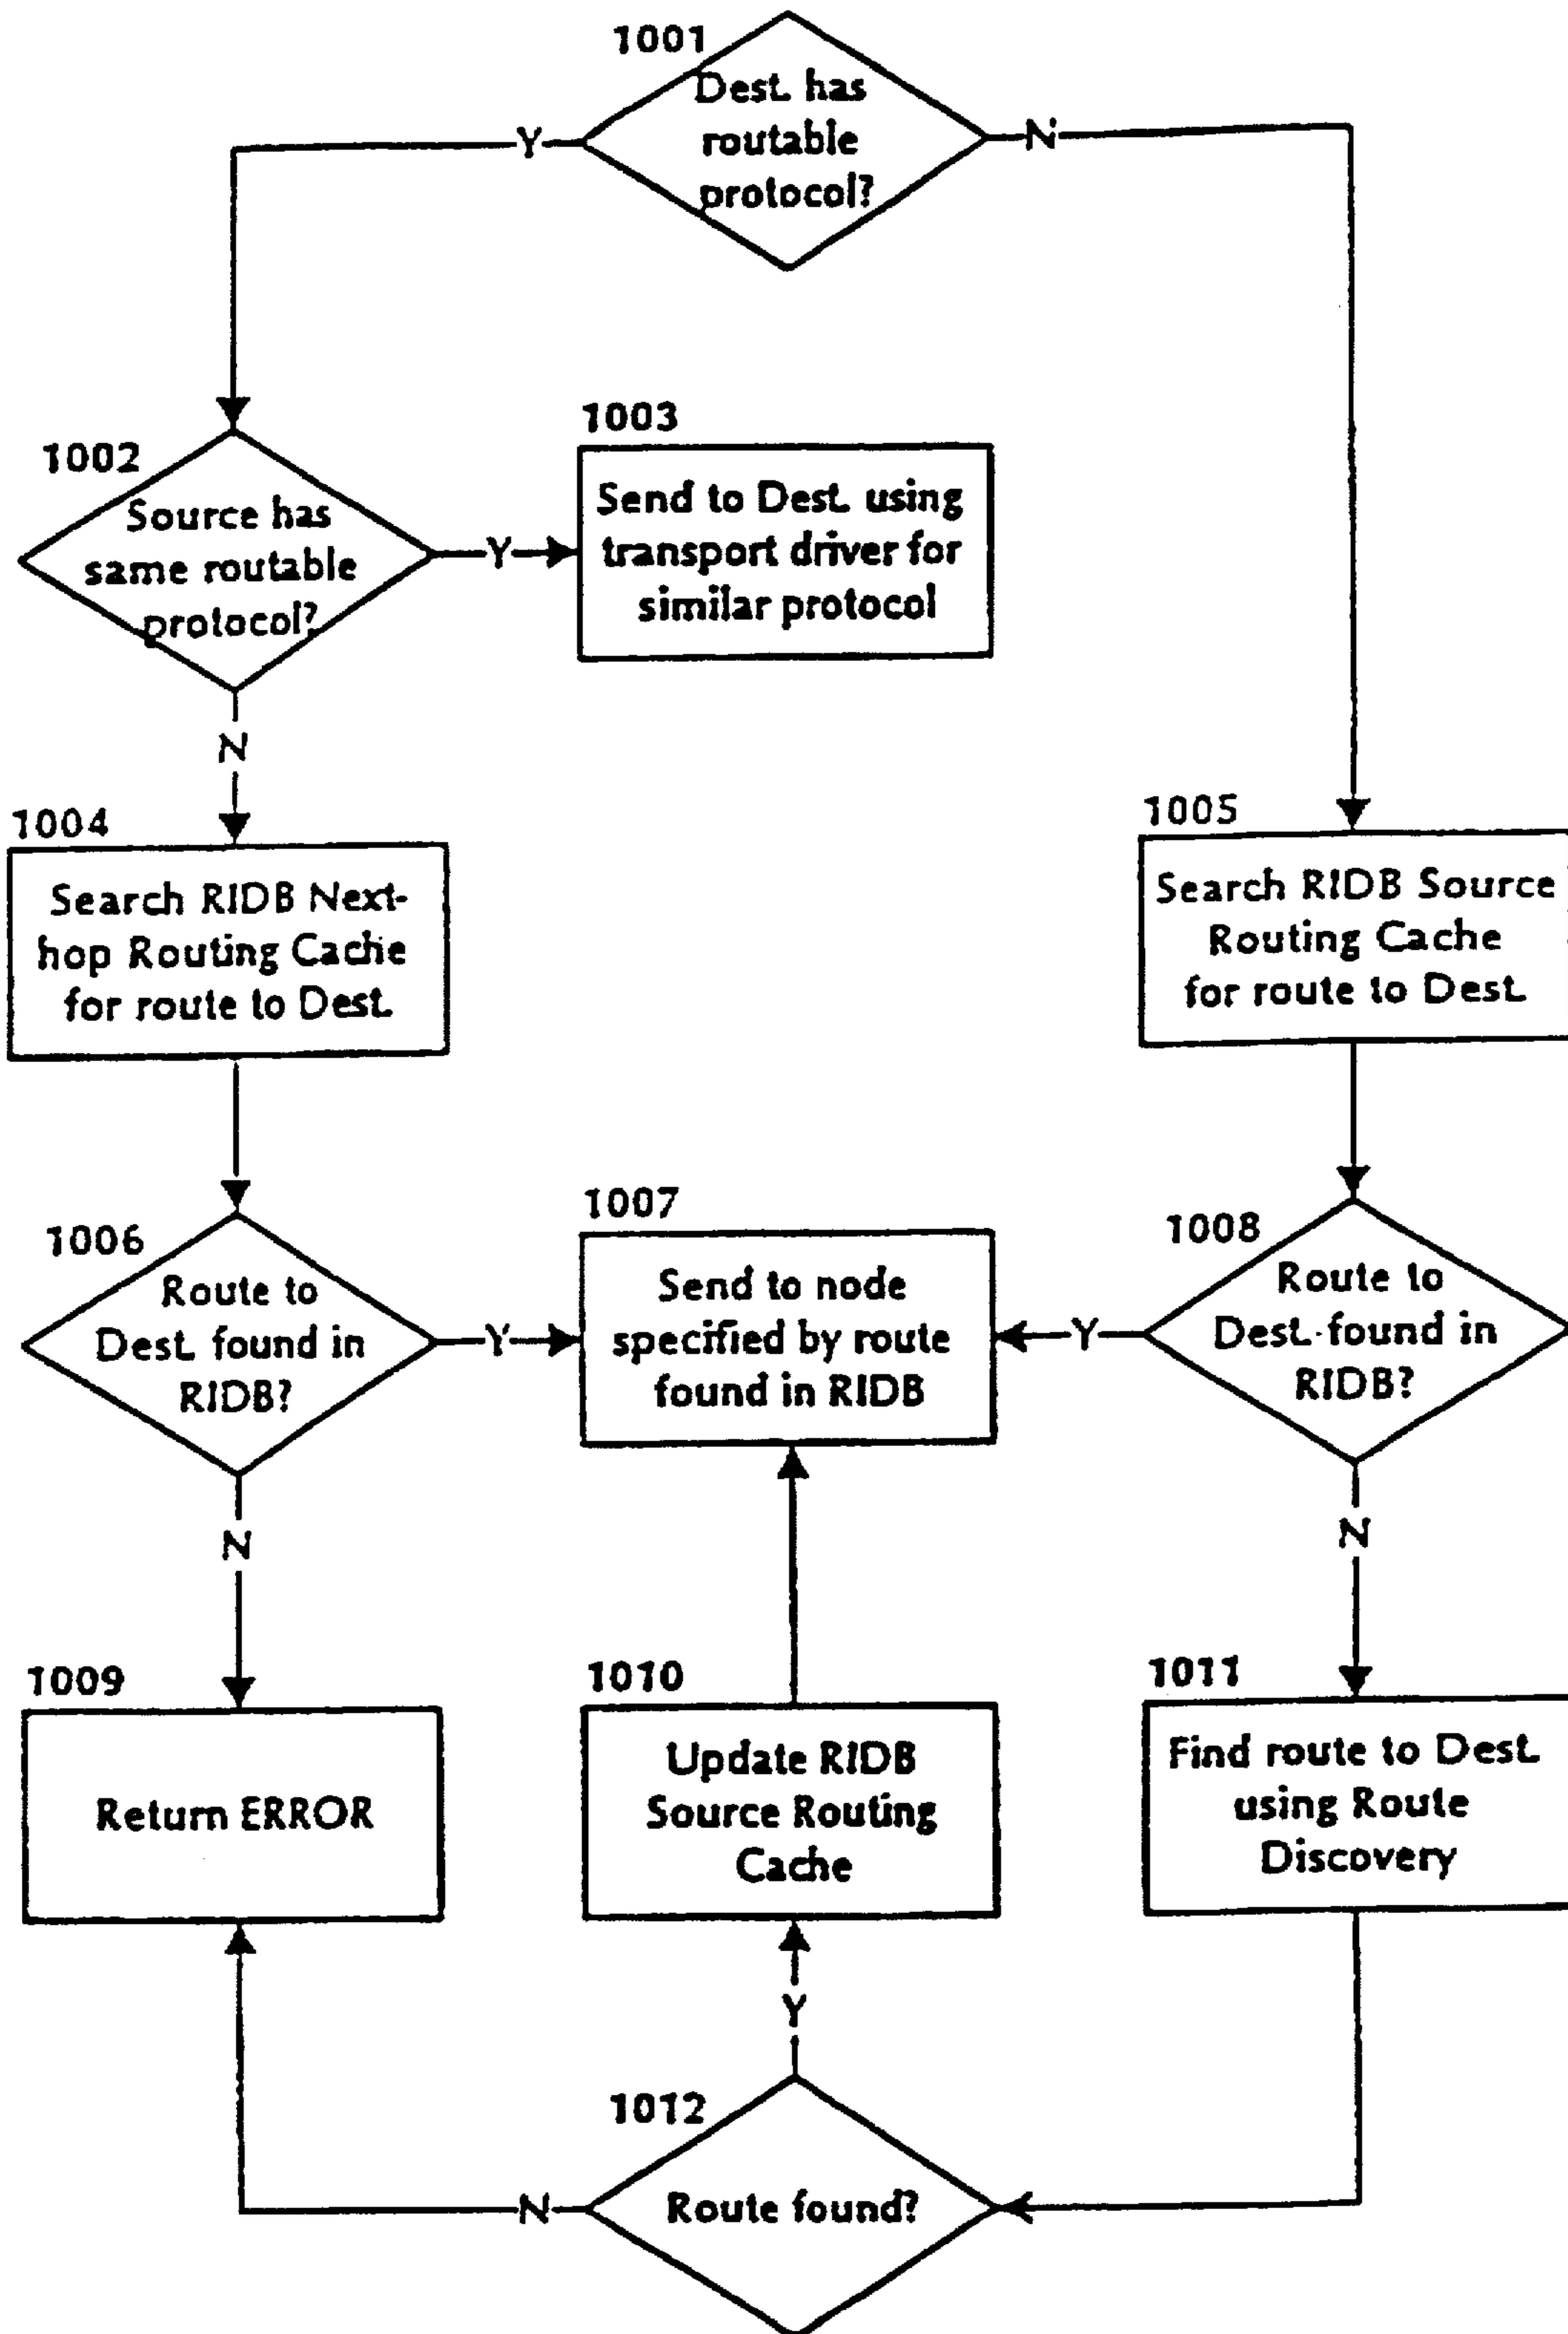 1001
Dest. has
routable
protocol?
Y
N
1002
Source has
same routable
protocol?
Y
N
1003
Send to Dest. using
transport driver for
similar protocol
1004
Search RIDB Next-
hop Routing Cache
for route to Dest.
1005
Search RIDB Source
Routing Cache
for route to Dest.
1006
Route to
Dest. found in
RIDB?
Y
N
1007
Send to node
specified by route
found in RIDB
1008
Route to
Dest. found in
RIDB?
Y
N
1009
Return ERROR
1010
Update RIDB
Source Routing
Cache
1011
Find route to Dest.
using Route
Discovery
Y
1012
Route found?
N